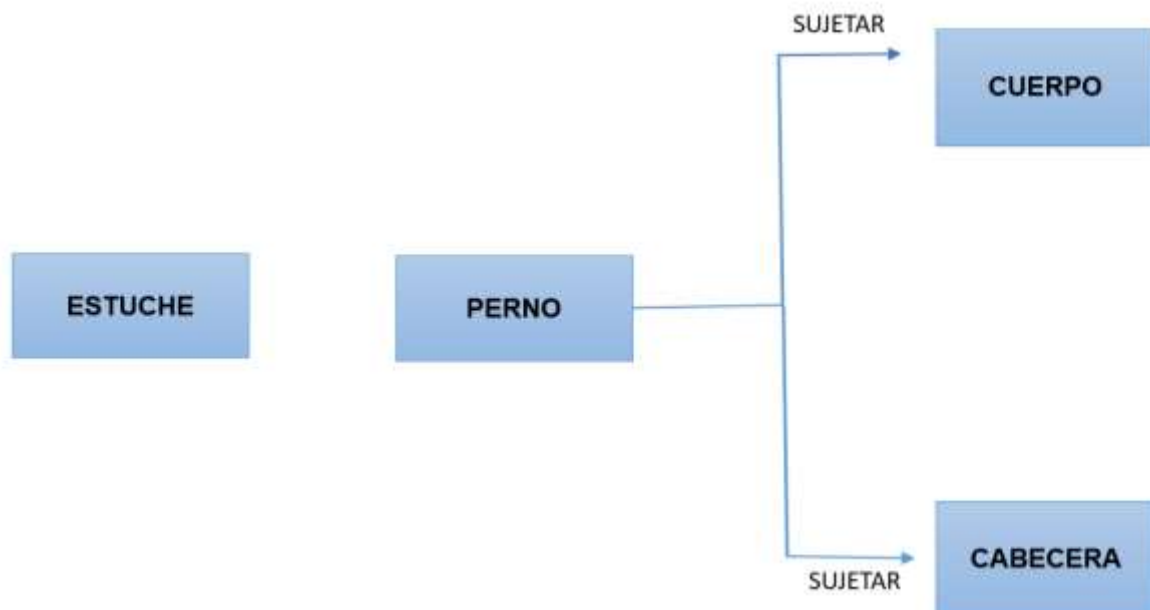 SUJETAR
CUERPO
ESTUCHE
PERNO
CABECERA
SUJETAR